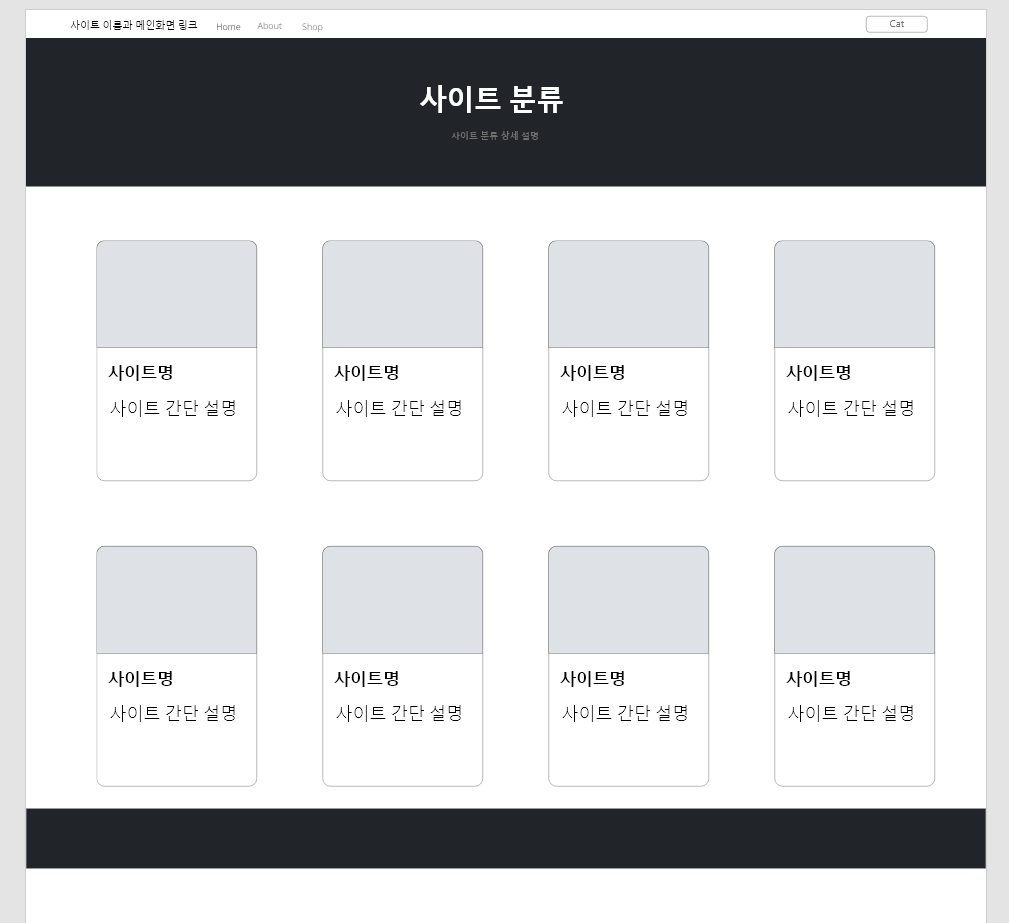 사이트 이름과 메인화면 링크 Home About Shop Cat
사이트 분류
사이트 분류 상세 설명
사이트명 사이트명 사이트명 사이트명
사이트 간단 설명 사이트 간단 설명 사이트 간단 설명 사이트 간단 설명
사이트명 사이트명 사이트명 사이트명
사이트 간단 설명 사이트 간단 설명 사이트 간단 설명 사이트 간단 설명